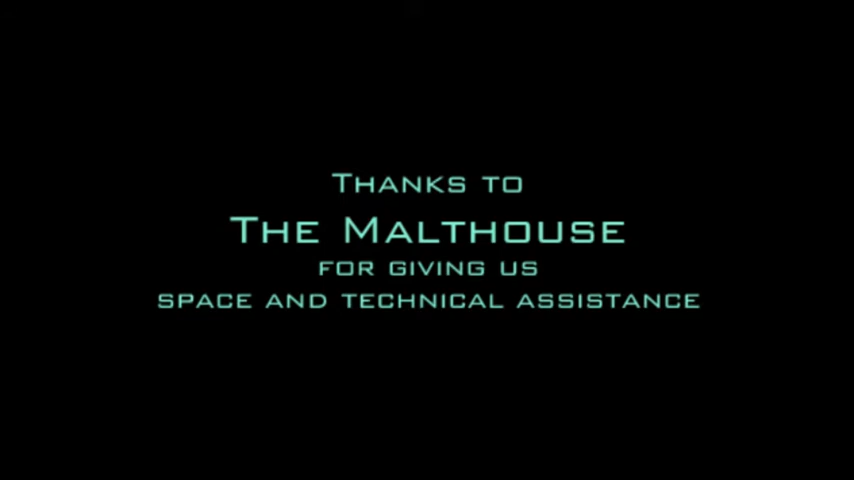 Thanks to
The Malthouse
for giving us
space and technical assistance